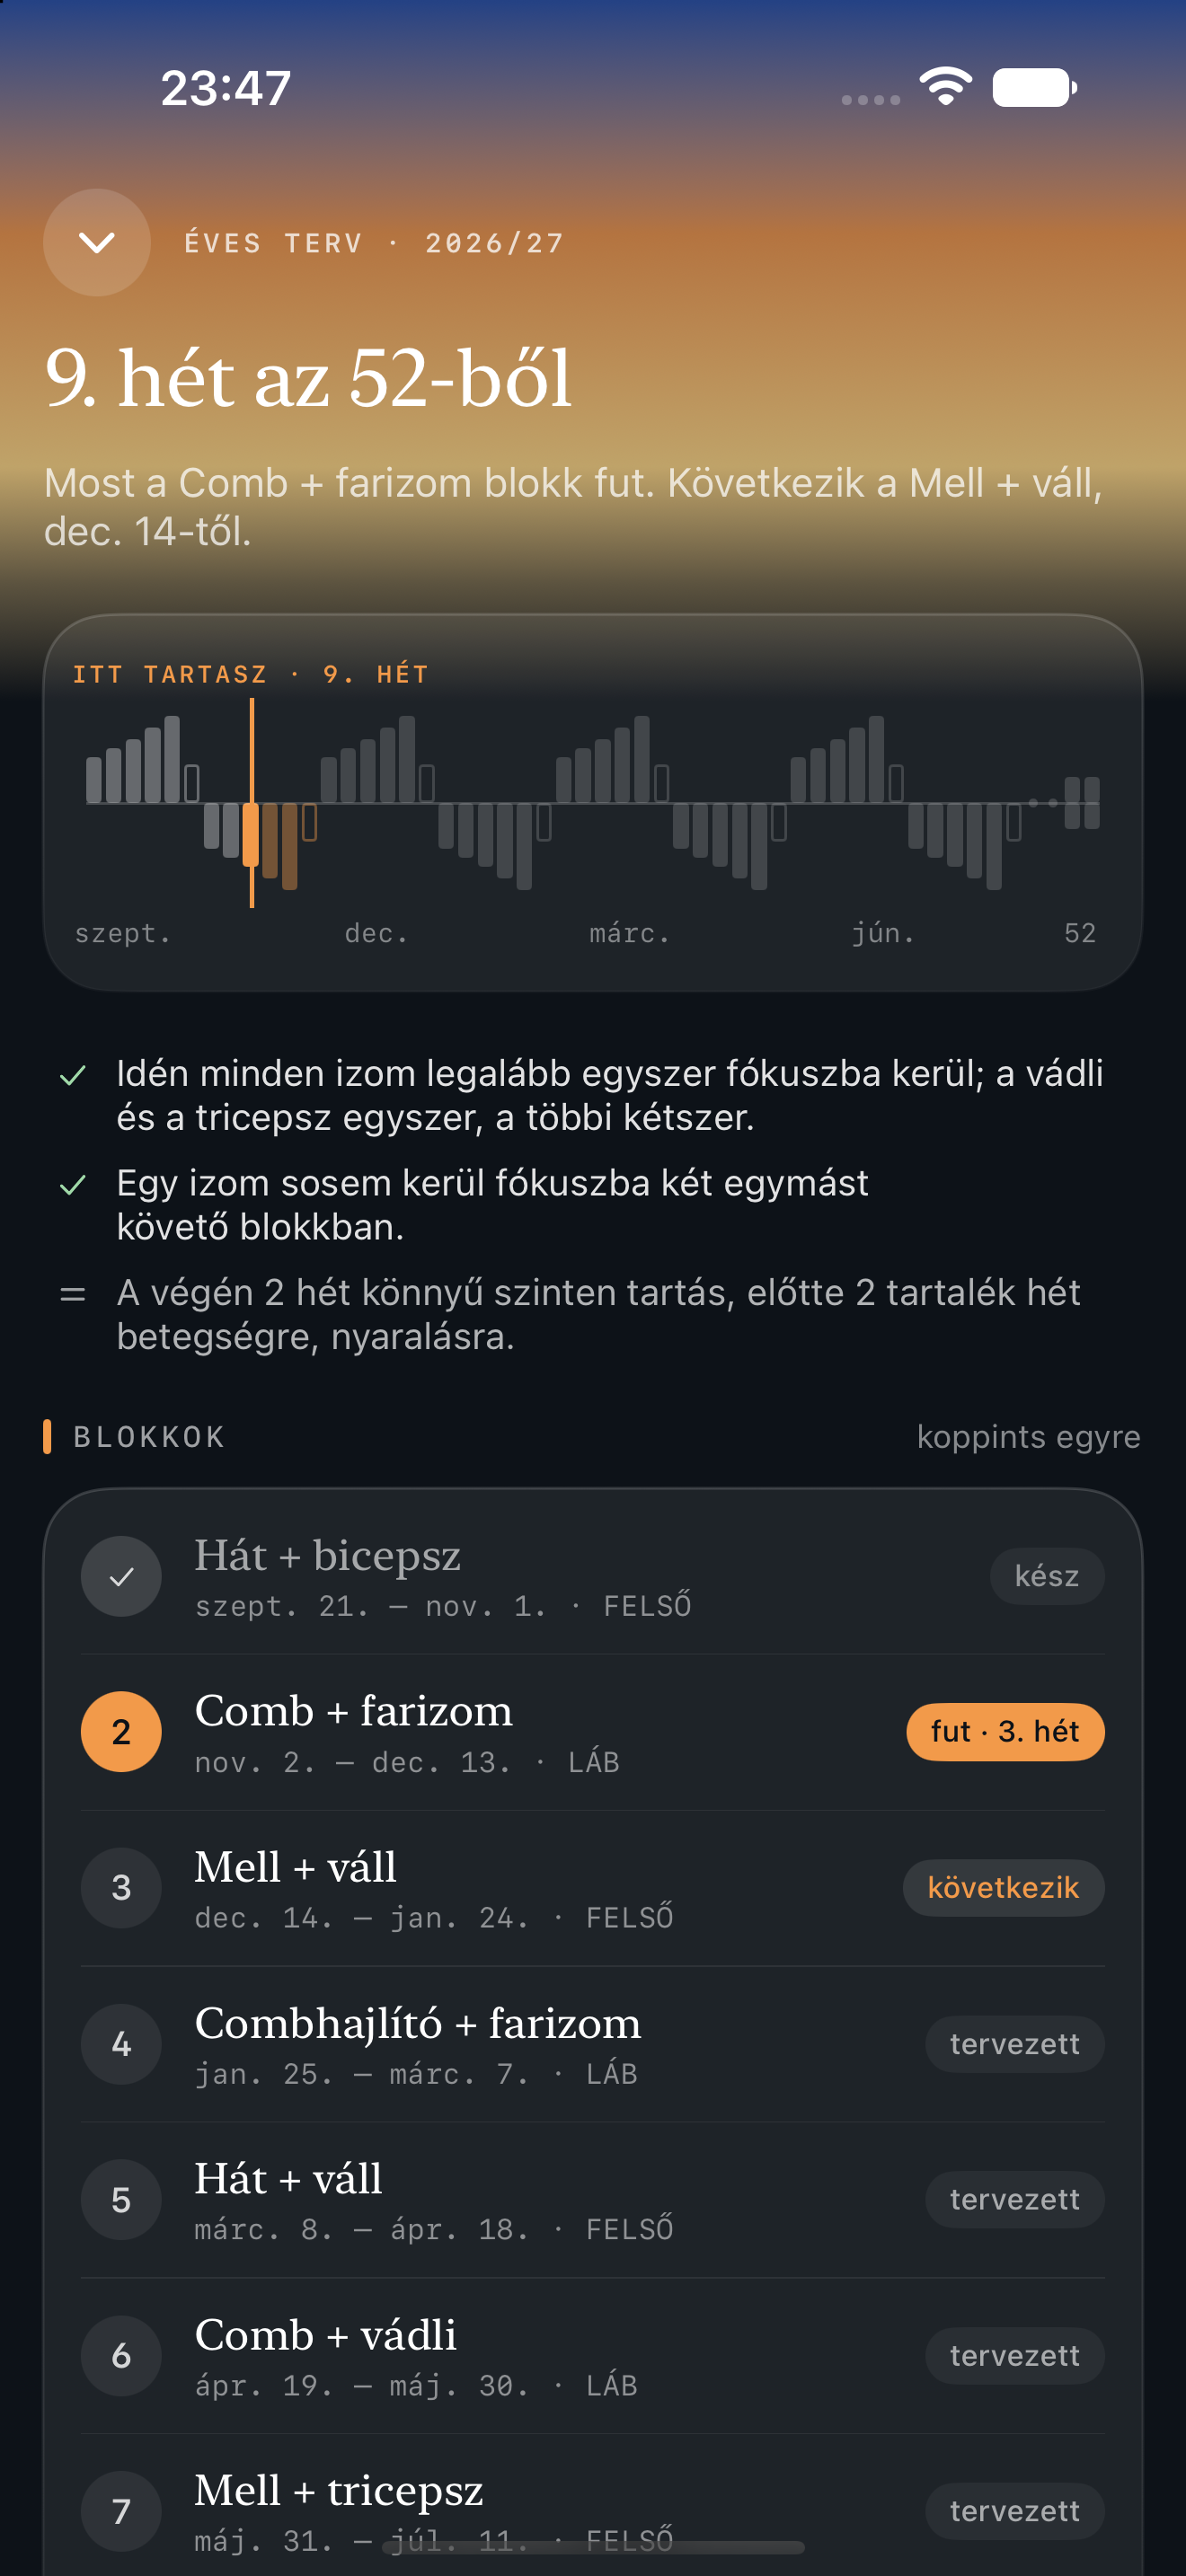 23:47
ÉVES TERV · 2026/27
9. hét az 52-ből
Most a Comb + farizom blokk fut. Következik a Mell + váll,
dec. 14-től.
ITT TARTASZ · 9. HÉT
szept. dec. márc. jún. 52
Idén minden izom legalább egyszer fókuszba kerül; a vádli
és a tricepsz egyszer, a többi kétszer.
Egy izom sosem kerül fókuszba két egymást
követő blokkban.
A végén 2 hét könnyű szinten tartás, előtte 2 tartalék hét
betegségre, nyaralásra.
BLOKKOK koppints egyre
Hát + bicepsz
szept. 21. – nov. 1. · FELSŐ
kész
2
Comb + farizom
nov. 2. – dec. 13. · LÁB
fut · 3. hét
3
Mell + váll
dec. 14. – jan. 24. · FELSŐ
következik
4
Combhajlító + farizom
jan. 25. – márc. 7. · LÁB
tervezett
5
Hát + váll
márc. 8. – ápr. 18. · FELSŐ
tervezett
6
Comb + vádli
ápr. 19. – máj. 30. · LÁB
tervezett
7
Mell + tricepsz
máj. 31. – júl. 11. · FELSŐ
tervezett